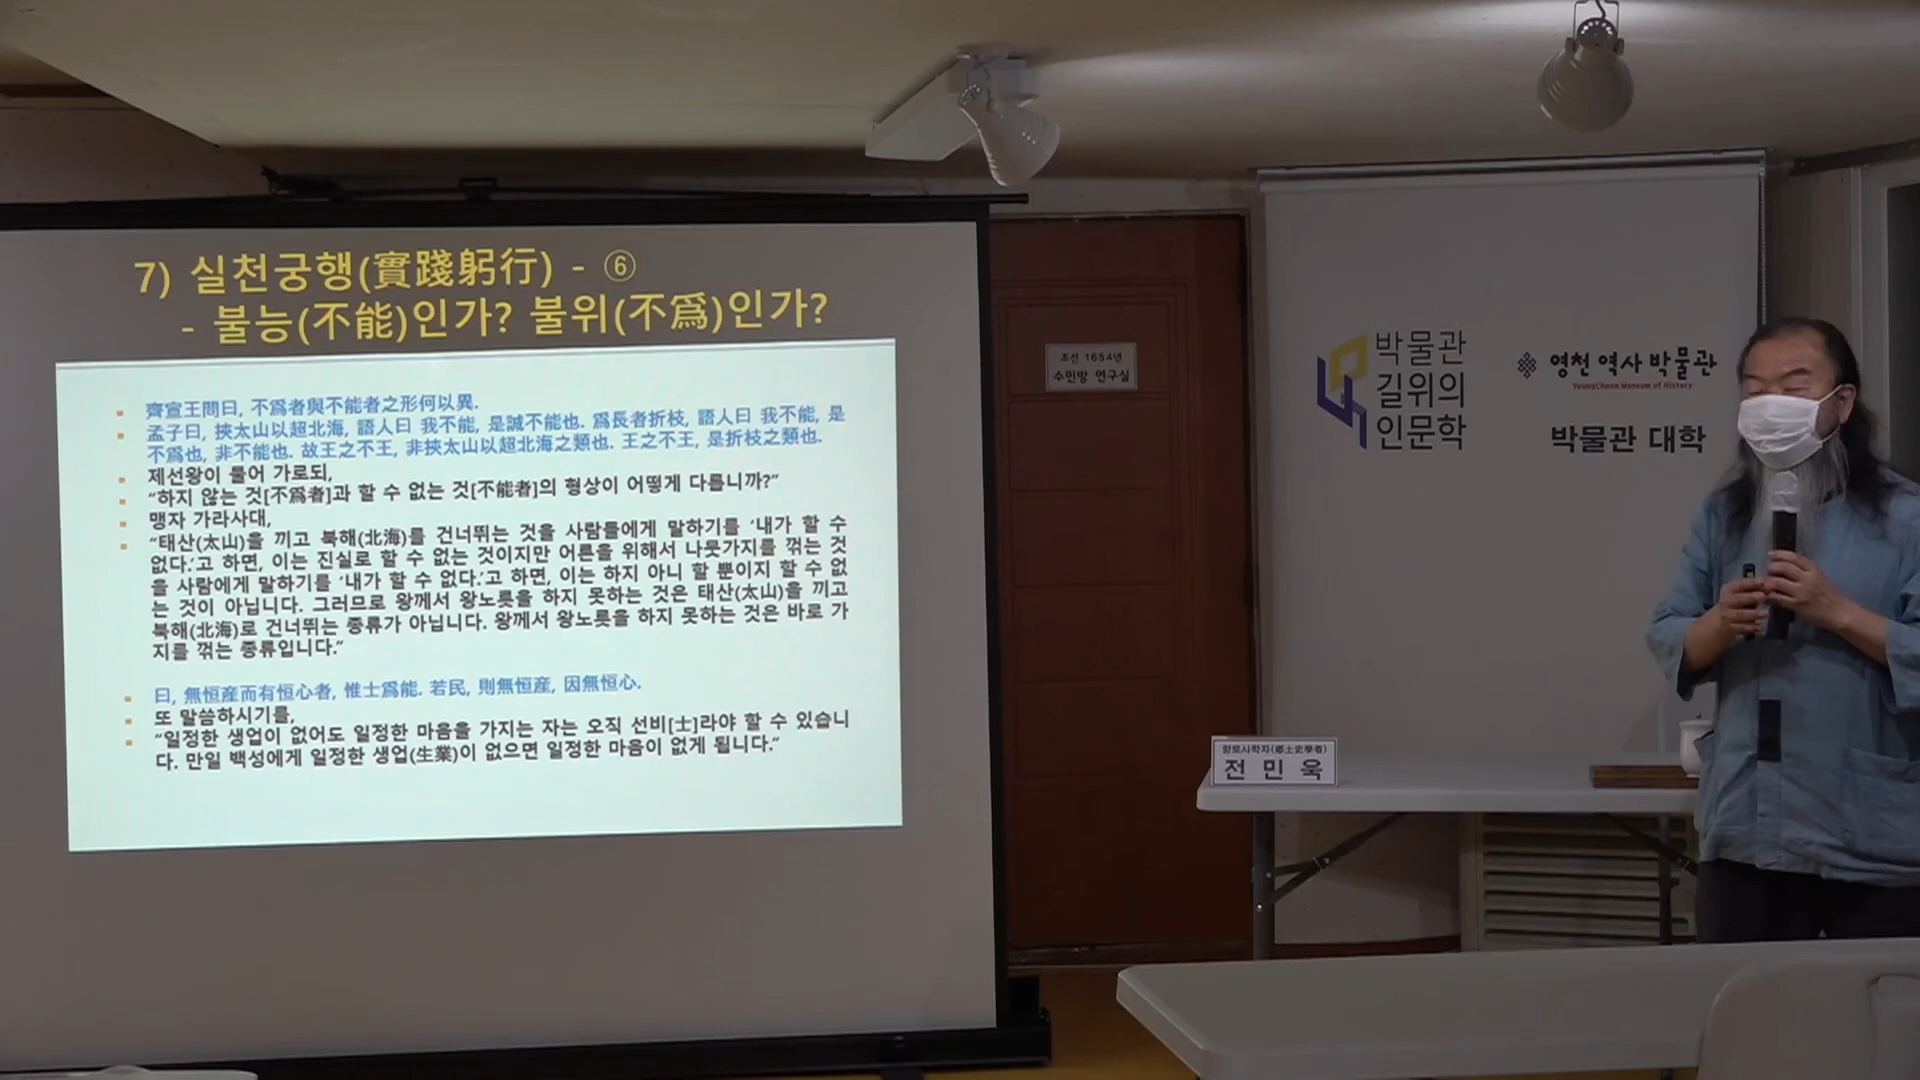 7) 실천궁행(實踐躬行) - ⑥
- 불능(不能)인가? 불위(不爲)인가?
齊宣王問曰, 不爲者與不能者之形何以異.
孟子曰, 挾太山以超北海, 語人曰 我不能, 是誠不能也. 爲長者折枝, 語人曰 我不能, 是
不爲也, 非不能也. 故王之不王, 非挾太山以超北海之類也. 王之不王, 是折枝之類也.
제선왕이 물어 가로되,
“하지 않는 것[不爲者]과 할 수 없는 것[不能者]의 형상이 어떻게 다릅니까?”
맹자 가라사대,
“태산(太山)을 끼고 북해(北海)를 건너뛰는 것을 사람들에게 말하기를 ‘내가 할 수
없다.’고 하면, 이는 진실로 할 수 없는 것이지만 어른을 위해서 나뭇가지를 꺾는 것
을 사람에게 말하기를 ‘내가 할 수 없다.’고 하면, 이는 하지 아니 할 뿐이지 할 수 없
는 것이 아닙니다. 그러므로 왕께서 왕노릇을 하지 못하는 것은 태산(太山)을 끼고
북해(北海)로 건너뛰는 종류가 아닙니다. 왕께서 왕노릇을 하지 못하는 것은 바로 가
지를 꺾는 종류입니다.”
曰, 無恒産而有恒心者, 惟士爲能. 若民, 則無恒産, 因無恒心.
또 말씀하시기를,
“일정한 생업이 없어도 일정한 마음을 가지는 자는 오직 선비[士]라야 할 수 있습니
다. 만일 백성에게 일정한 생업(生業)이 없으면 일정한 마음이 없게 됩니다.”
조선 1654년
수민방 연구실
박물관
길위의
인문학
영천 역사 박물관
YoungCheon Museum of History
박물관 대학
향토사학자(鄕土史學者)
전 민 욱